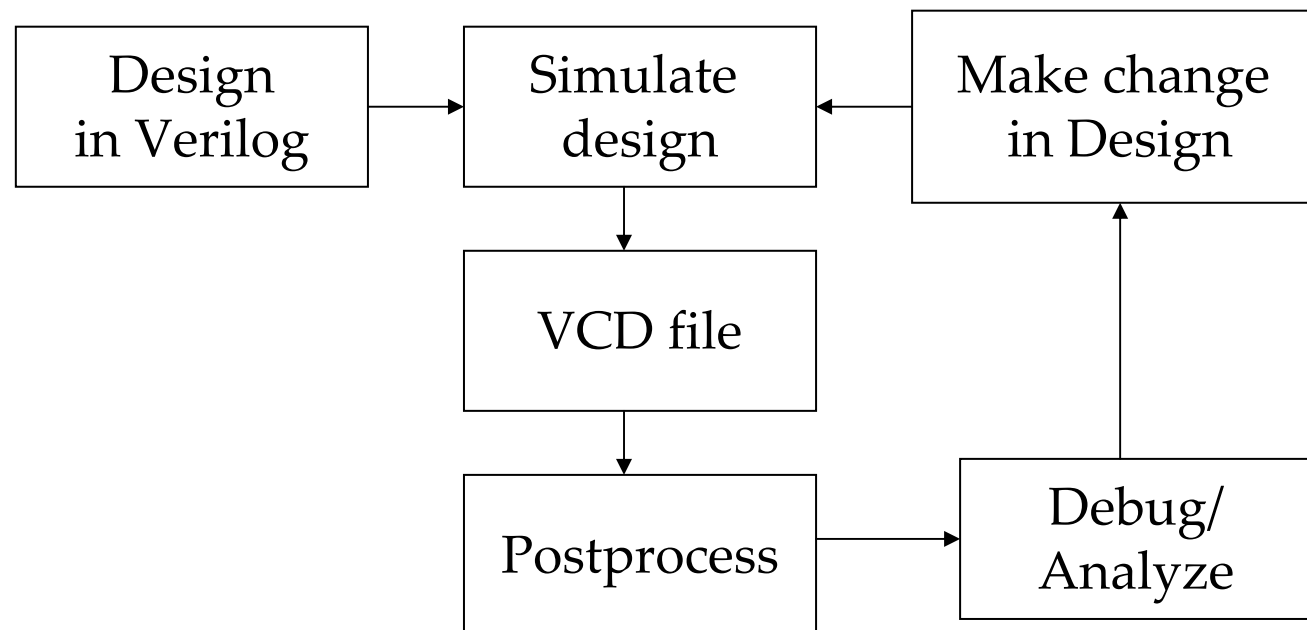 Design
in Verilog
Simulate
design
Make change
in Design
VCD file
Postprocess
Debug/
Analyze